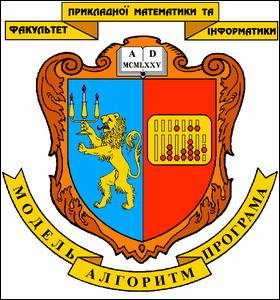 ФАКУЛЬТЕТ
ПРИКЛАДНОЇ МАТЕМАТИКИ ТА
ІНФОРМАТИКИ
A D
MCMLXXV
МОДЕЛЬ
АЛГОРИТМ
ПРОГРАМА